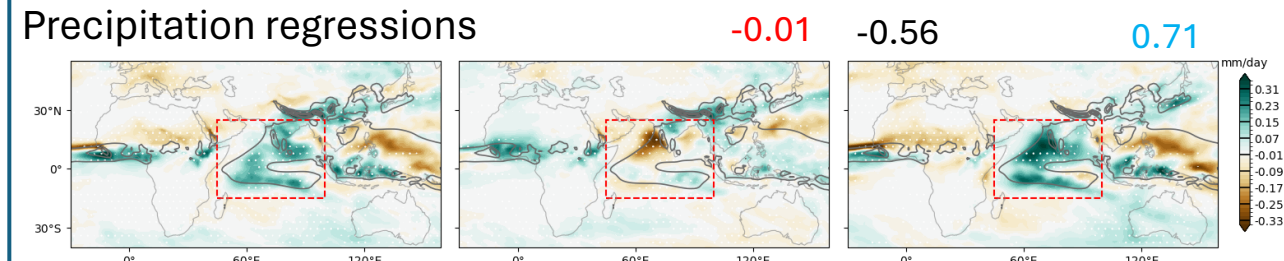 Precipitation regressions -0.01 -0.56 0.71
mm/day
30°N
0°
30°S
0.31
0.23
0.15
0.07
-0.01
-0.09
-0.17
-0.25
-0.33
0° 60°E 120°E 0° 60°E 120°E 0° 60°E 120°E